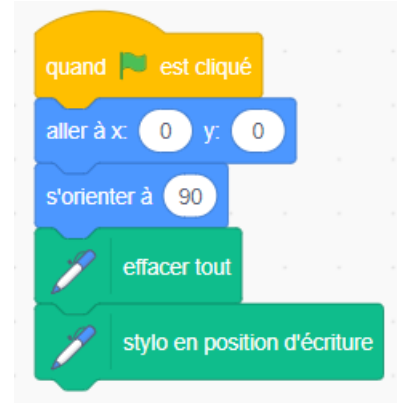 quand est cliqué
aller à x: 0 y: 0
s'orienter à 90
effacer tout
stylo en position d'écriture